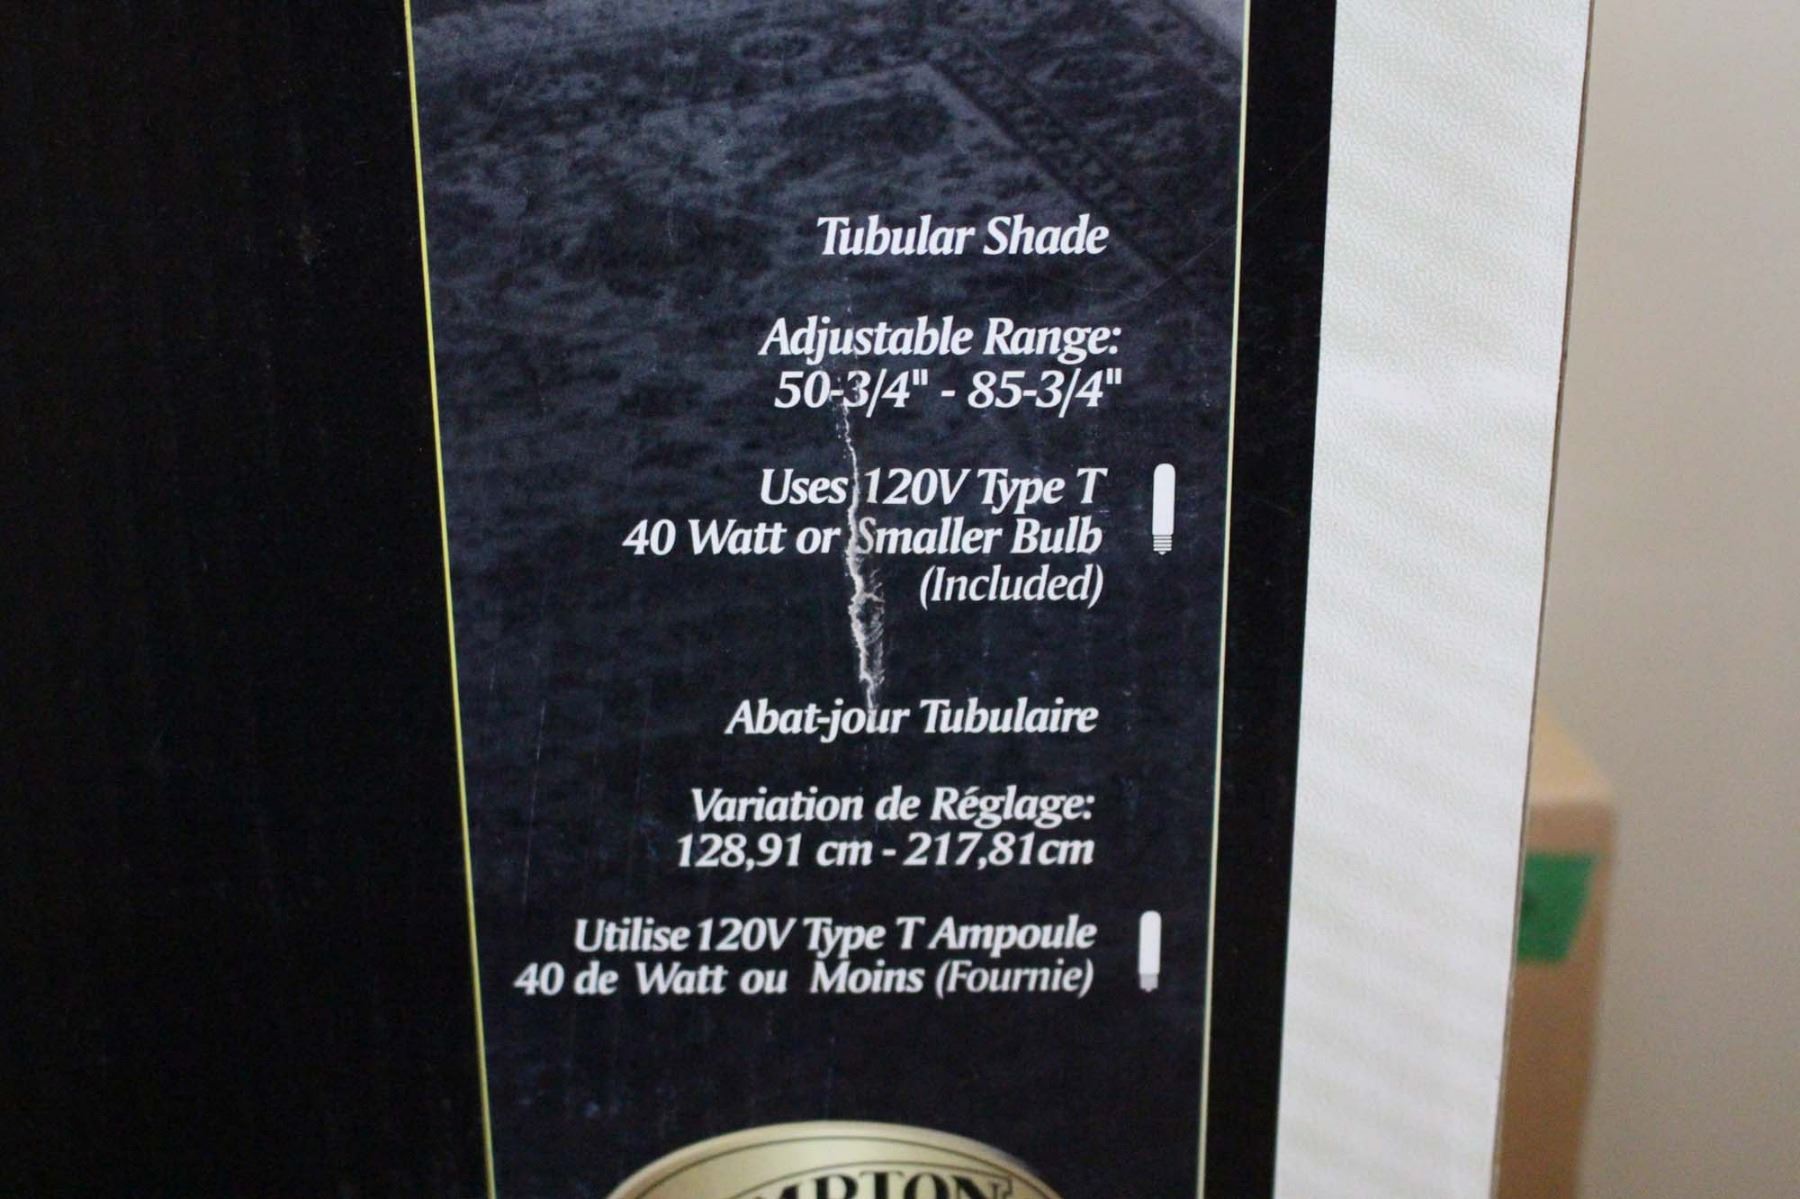 Tubular Shade
Adjustable Range:
50-3/4" - 85-3/4"
Uses 120V Type T
40 Watt or Smaller Bulb
(Included)
Abat-jour Tubulaire
Variation de Réglage:
128,91 cm - 217,81cm
Utilise 120V Type T Ampoule
40 de Watt ou Moins (Fournie)